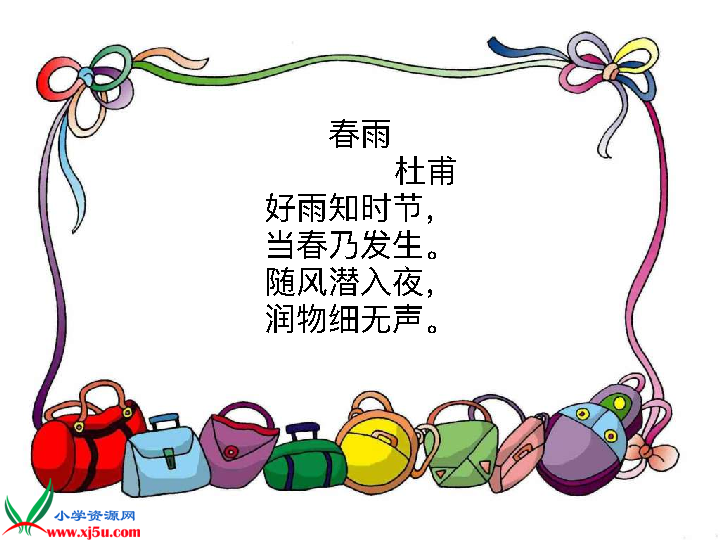 春雨
杜甫
好雨知时节，
当春乃发生。
随风潜入夜，
润物细无声。
小学资源网
www.xj5u.com